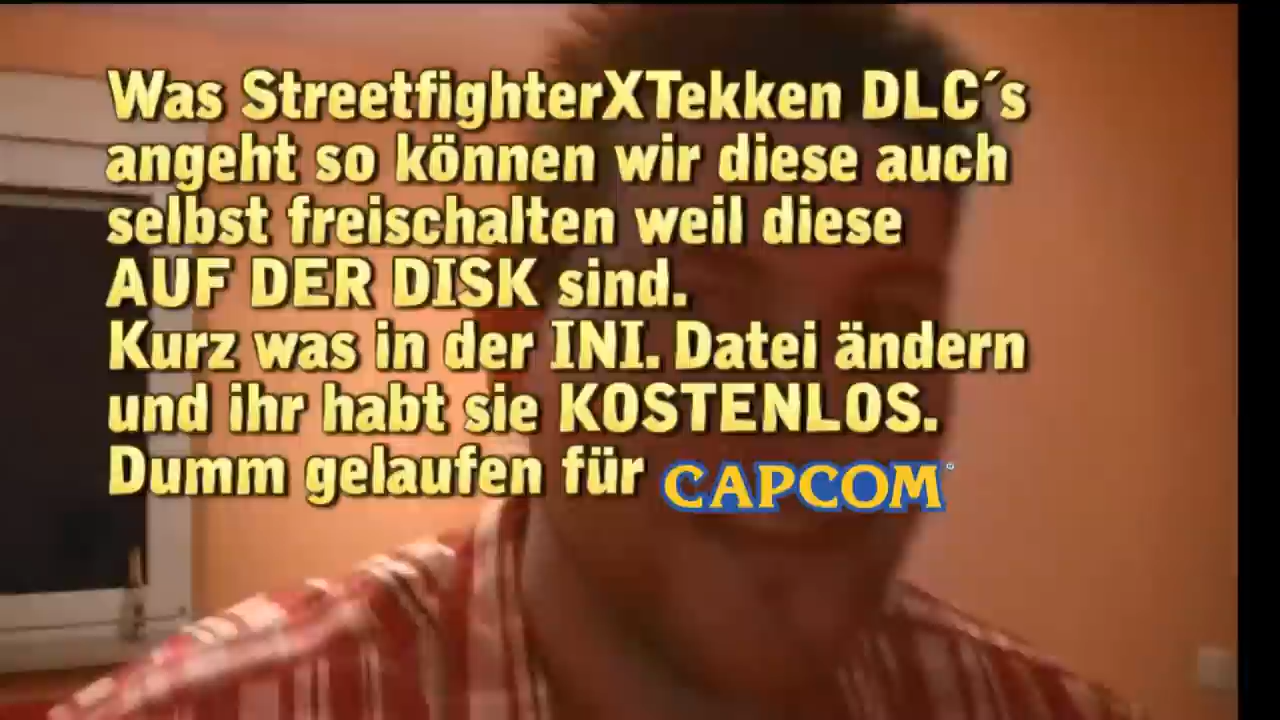 Was StreetfighterXTekken DLC´s
angeht so können wir diese auch
selbst freischalten weil diese
AUF DER DISK sind.
Kurz was in der INI. Datei ändern
und ihr habt sie KOSTENLOS.
Dumm gelaufen für CAPCOM